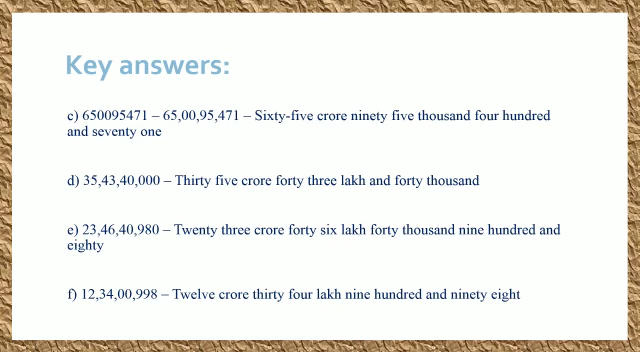 Key answers:
c) 650095471 – 65,00,95,471 – Sixty-five crore ninety five thousand four hundred
and seventy one
d) 35,43,40,000 – Thirty five crore forty three lakh and forty thousand
e) 23,46,40,980 – Twenty three crore forty six lakh forty thousand nine hundred and
eighty
f) 12,34,00,998 – Twelve crore thirty four lakh nine hundred and ninety eight